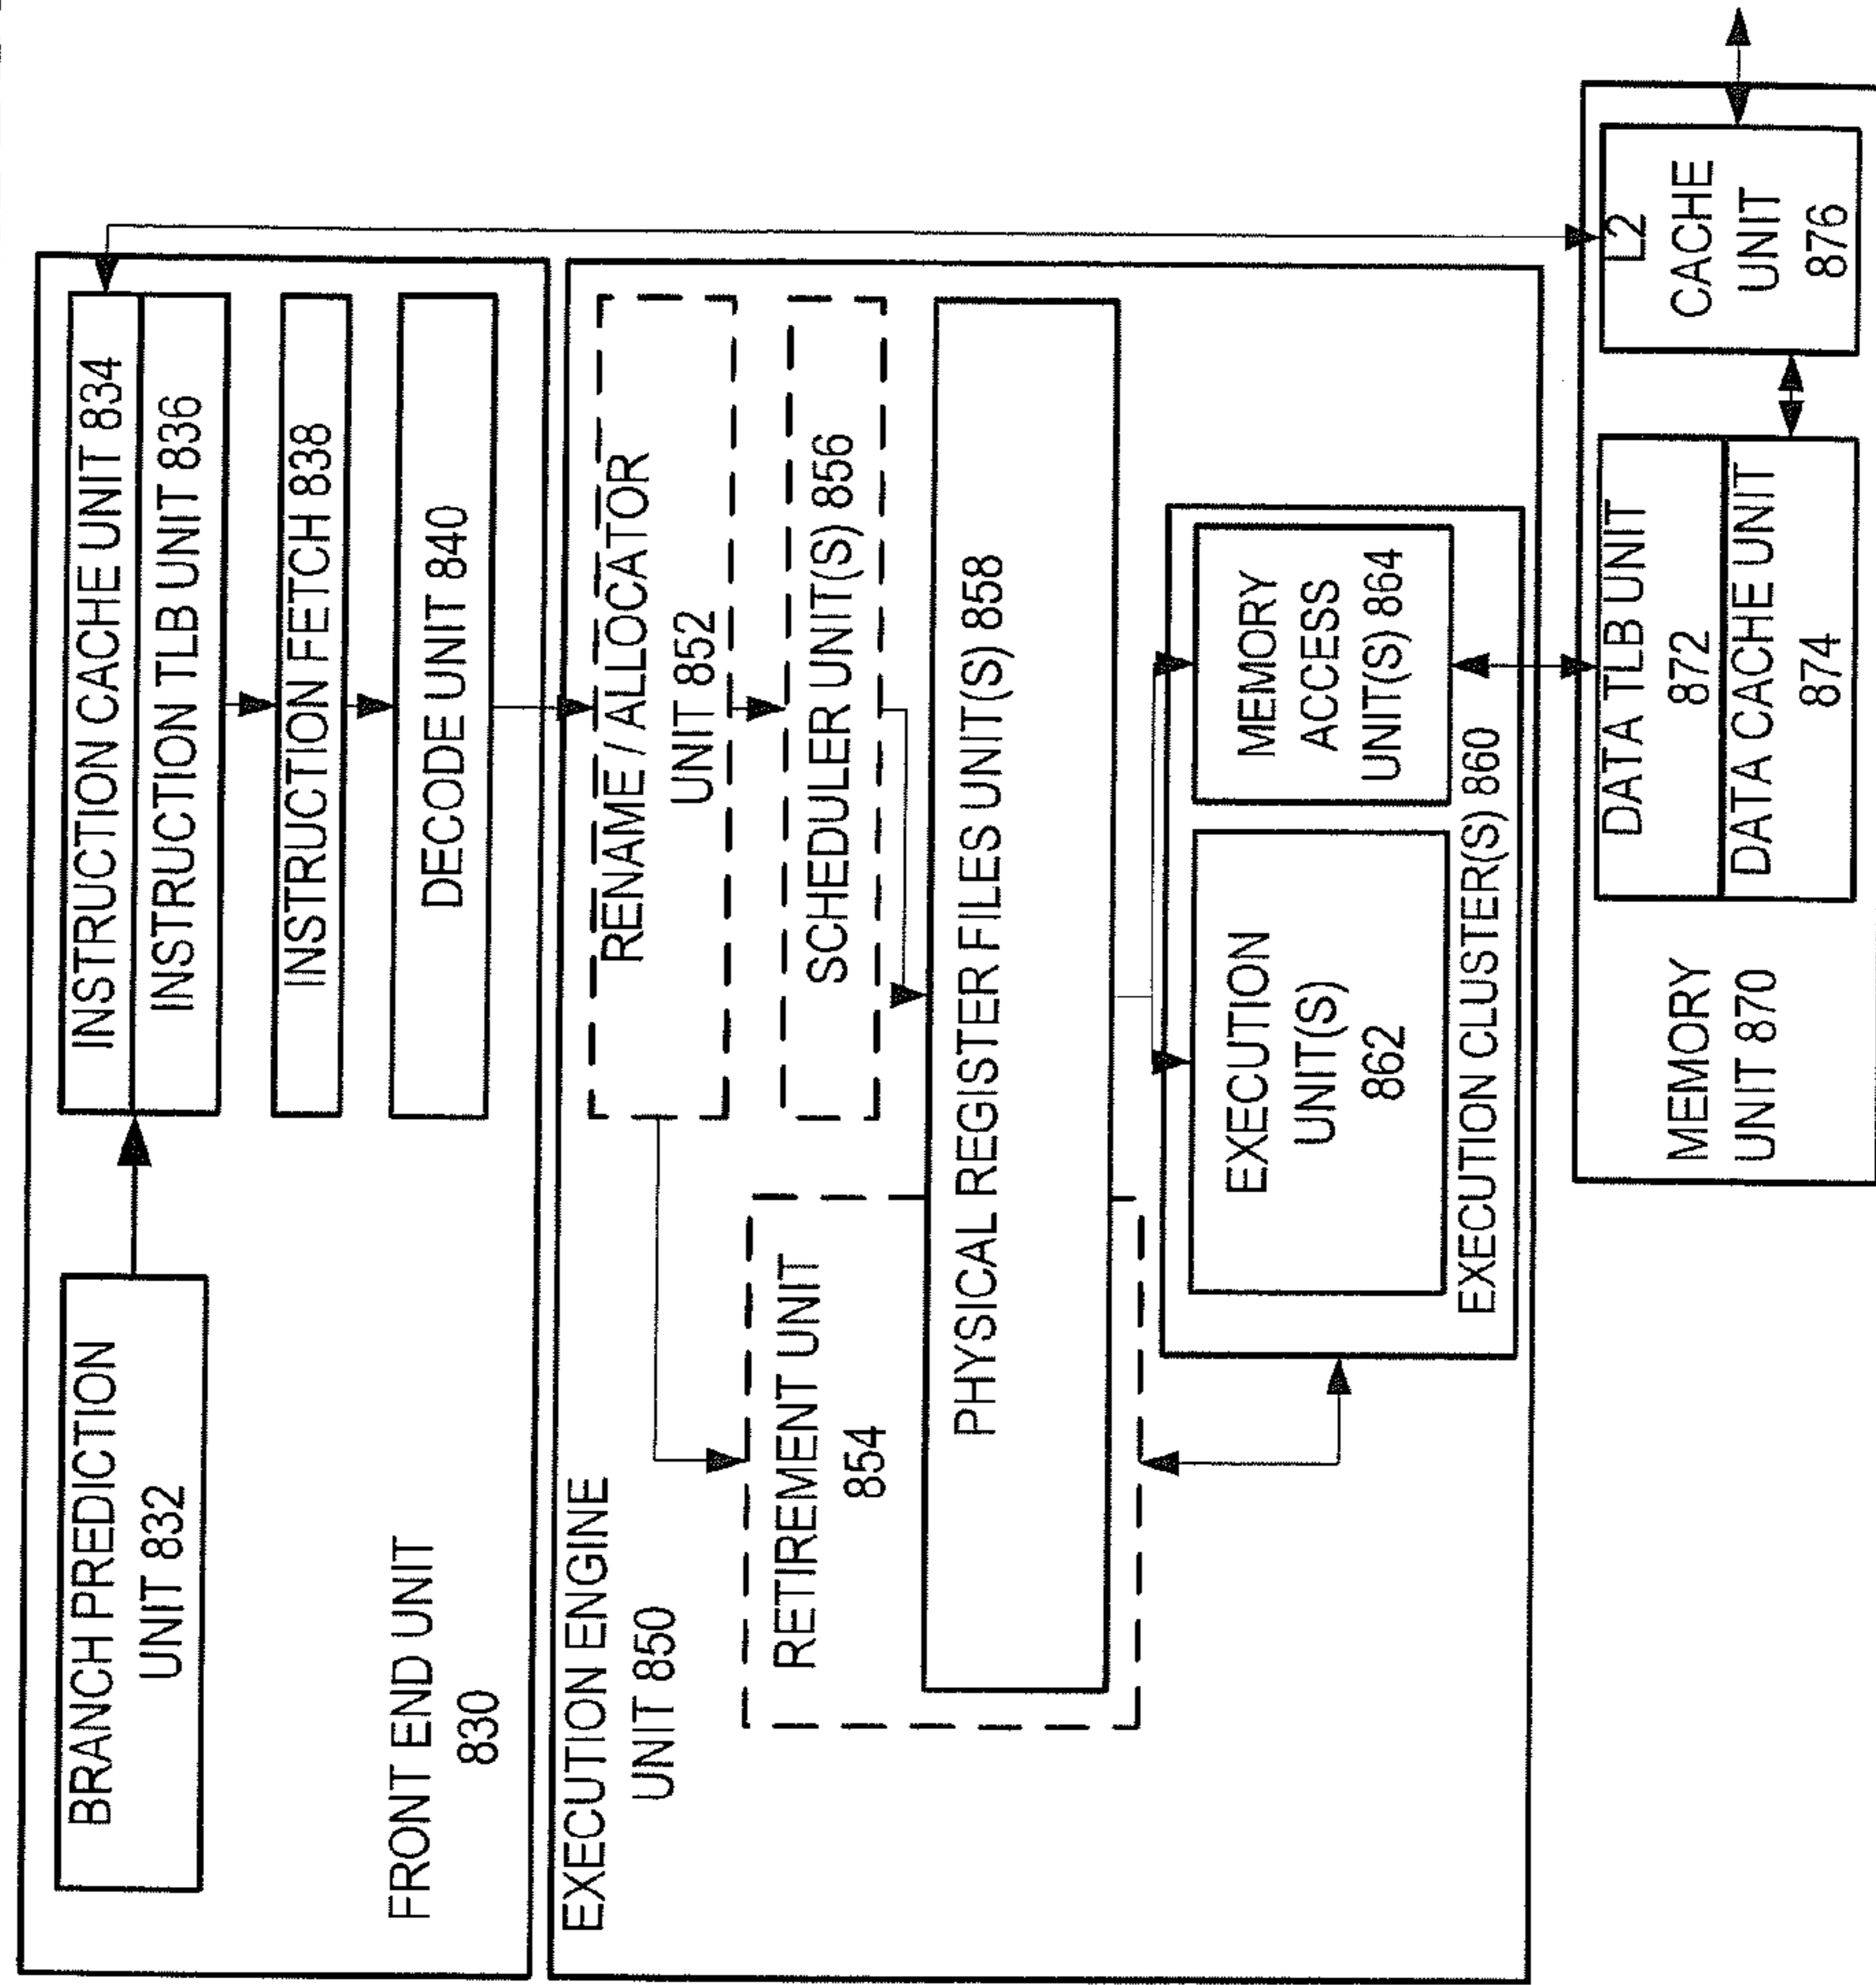 BRANCH PREDICTION
UNIT 832
INSTRUCTION CACHE UNIT 834
INSTRUCTION TLB UNIT 836
INSTRUCTION FETCH 838
DECODE UNIT 840
FRONT END UNIT
830
EXECUTION ENGINE
UNIT 850
RENAME / ALLOCATOR
UNIT 852
RETIREMENT UNIT
854
SCHEDULER UNIT(S) 856
PHYSICAL REGISTER FILES UNIT(S) 858
EXECUTION
UNIT(S)
862
MEMORY
ACCESS
UNIT(S) 864
EXECUTION CLUSTER(S) 860
MEMORY
UNIT 870
DATA TLB UNIT
872
DATA CACHE UNIT
874
L2
CACHE
UNIT
876